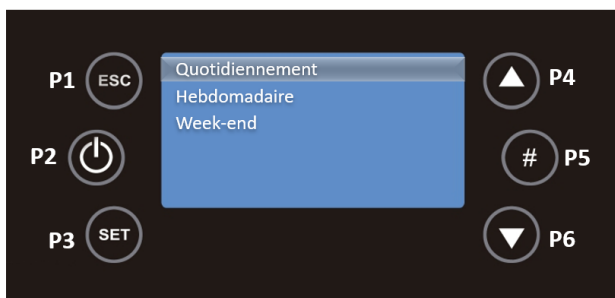 P1 ESC
P2
P3 SET
Quotidiennement
Hebdomadaire
Week-end
P4
# P5
P6